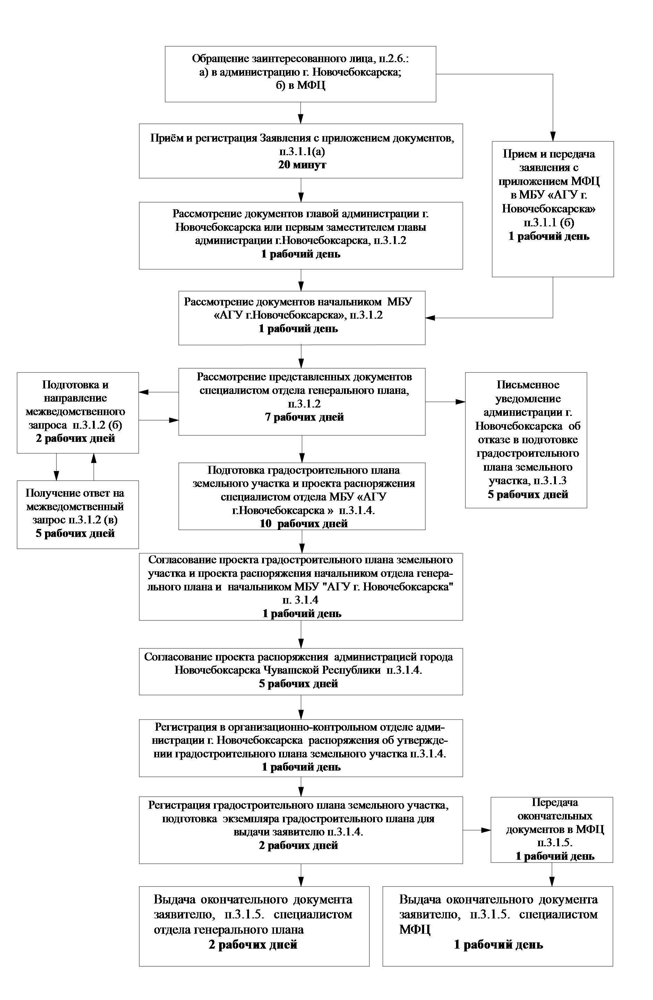 Обращение заинтересованного лица, п.2.6.:
а) в администрацию г. Новочебоксарска;
б) в МФЦ
Приём и регистрация Заявления с приложением документов,
п.3.1.1(а)
20 минут
Прием и передача
заявления с
приложением МФЦ
в МБУ «АГУ г.
Новочебоксарска»
п.3.1.1 (б)
1 рабочий день
Рассмотрение документов главой администрации г.
Новочебоксарска или первым заместителем главы
администрации г.Новочебоксарска, п.3.1.2
1 рабочий день
Рассмотрение документов начальником МБУ
«АГУ г.Новочебоксарска», п.3.1.2
1 рабочий день
Подготовка и
направление
межведомственного
запроса п.3.1.2 (б)
2 рабочих дней
Рассмотрение представленных документов
специалистом отдела генерального плана,
п.3.1.2
7 рабочих дней
Письменное
уведомление
администрации г.
Новочебоксарска об
отказе в подготовке
градостроительного
плана земельного
участка, п.3.1.3
5 рабочих дней
Получение ответ на
межведомственный
запрос п.3.1.2 (в)
5 рабочих дней
Подготовка градостроительного плана
земельного участка и проекта распоряжения
специалистом отдела МБУ «АГУ
г.Новочебоксарска » п.3.1.4.
10 рабочих дней
Согласование проекта градостроительного плана земельного
участка и проекта распоряжения начальником отдела генера-
льного плана и начальником МБУ "АГУ г. Новочебоксарска"
п. 3.1.4
1 рабочий день
Согласование проекта распоряжения администрацией города
Новочебоксарска Чувашской Республики п.3.1.4.
5 рабочих дней
Регистрация в организационно-контрольном отделе адми-
нистрации г. Новочебоксарска распоряжения об утвержде-
нии градостроительного плана земельного участка п.3.1.4.
1 рабочий день
Регистрация градостроительного плана земельного участка,
подготовка экземпляра градостроительного плана для
выдачи заявителю п.3.1.4.
2 рабочих дней
Передача
окончательных
документов в МФЦ
п.3.1.5.
1 рабочий день
Выдача окончательного документа
заявителю, п.3.1.5. специалистом
отдела генерального плана
2 рабочих дней
Выдача окончательного документа
заявителю, п.3.1.5. специалистом
МФЦ
1 рабочий день